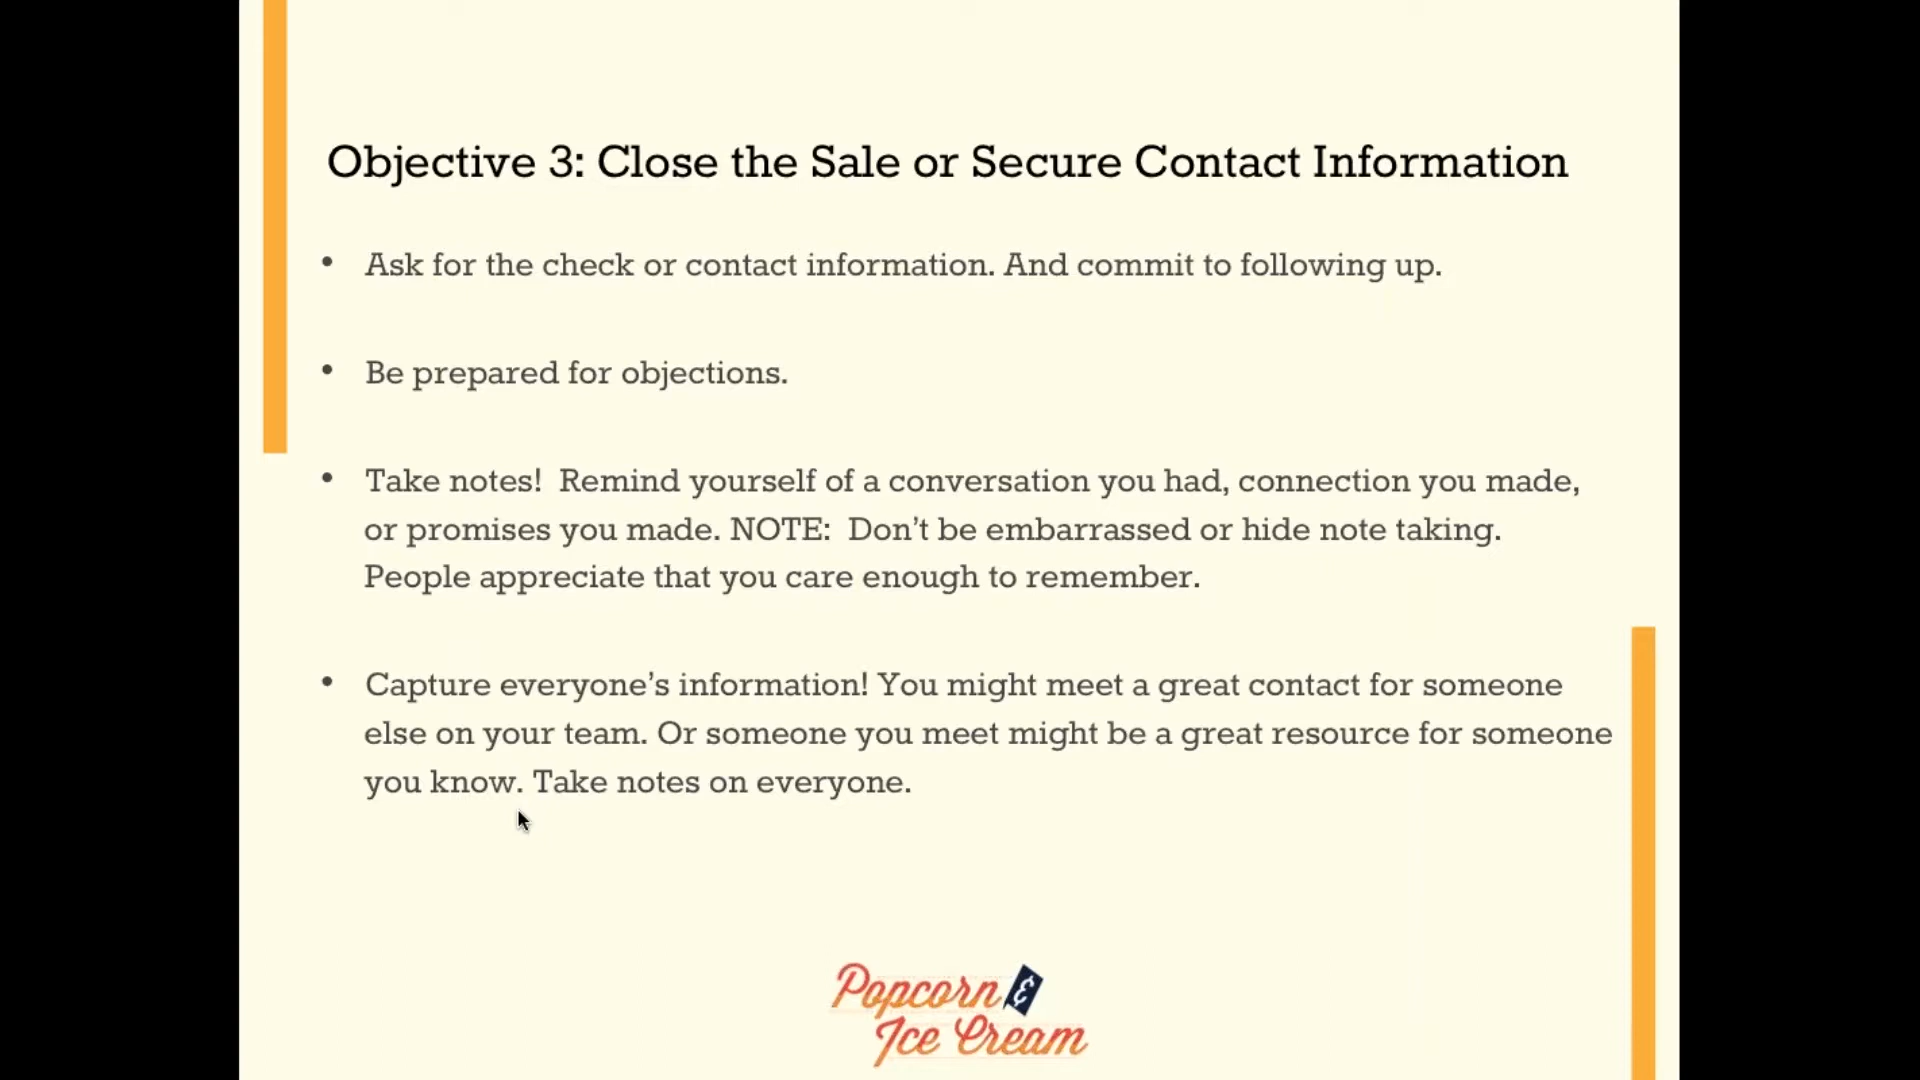 Objective 3: Close the Sale or Secure Contact Information
• Ask for the check or contact information. And commit to following up.
• Be prepared for objections.
• Take notes!  Remind yourself of a conversation you had, connection you made,
or promises you made. NOTE:  Don’t be embarrassed or hide note taking.
People appreciate that you care enough to remember.
• Capture everyone’s information! You might meet a great contact for someone
else on your team. Or someone you meet might be a great resource for someone
you know. Take notes on everyone.
Popcorn &
Ice Cream